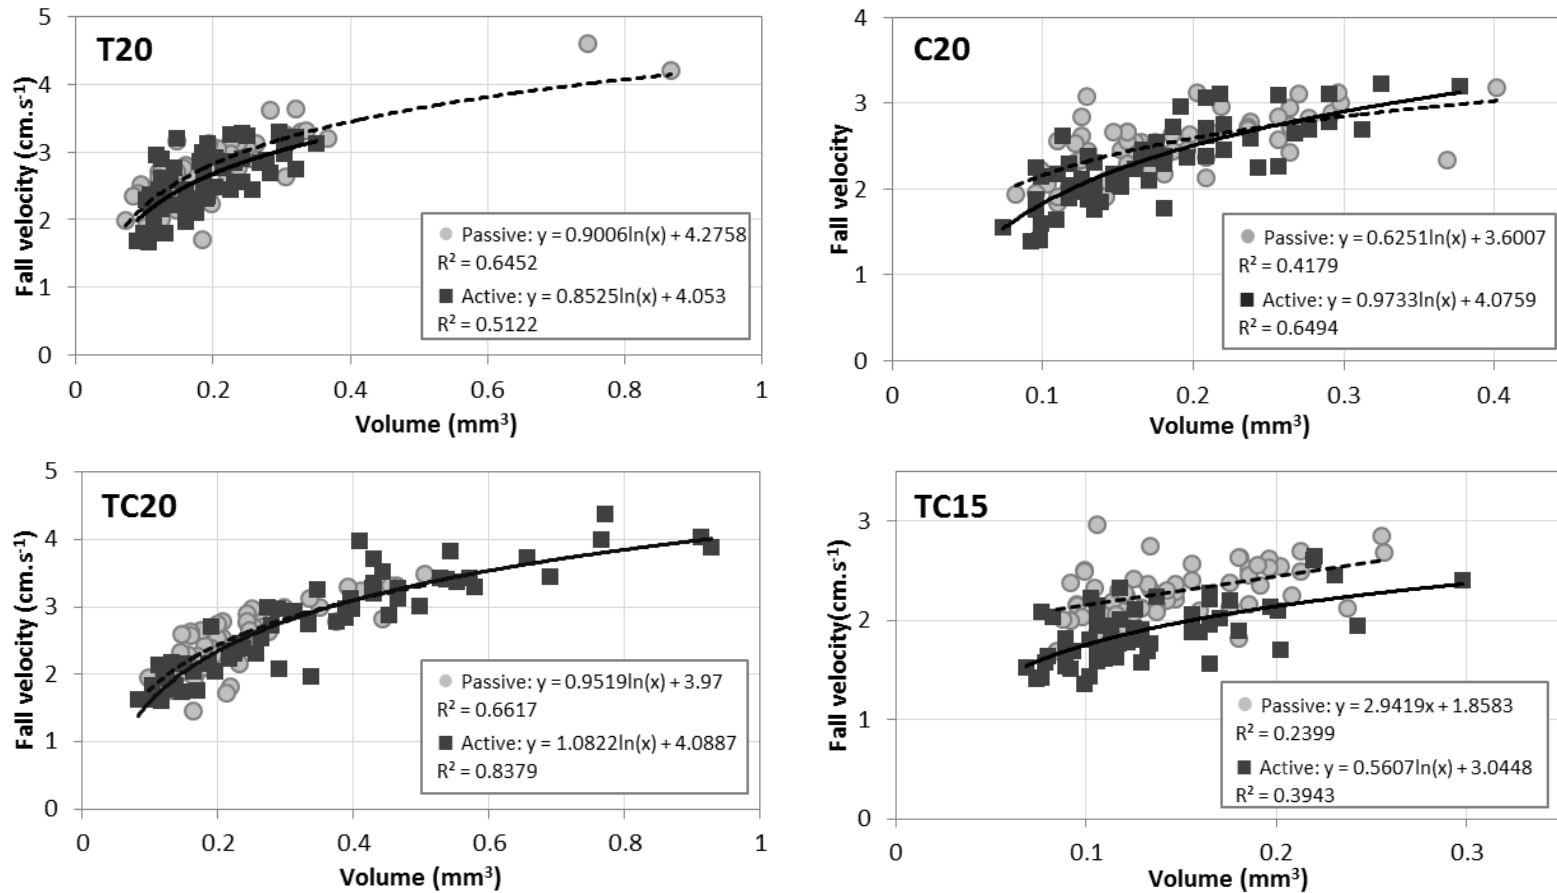 T20
5
4
3
2
1
0
Fall velocity (cm.s-1)
Passive: y = 0.9006ln(x) + 4.2758
R² = 0.6452
Active: y = 0.8525ln(x) + 4.053
R² = 0.5122
0 0.2 0.4 0.6 0.8 1
Volume (mm³)
C20
4
3
2
1
0
Fall velocity
Passive: y = 0.6251ln(x) + 3.6007
R² = 0.4179
Active: y = 0.9733ln(x) + 4.0759
R² = 0.6494
0 0.1 0.2 0.3 0.4
Volume (mm³)
TC20
5
4
3
2
1
0
Fall velocity (cm.s-1)
Passive: y = 0.9519ln(x) + 3.97
R² = 0.6617
Active: y = 1.0822ln(x) + 4.0887
R² = 0.8379
0 0.2 0.4 0.6 0.8 1
Volume (mm³)
TC15
3
2
1
0
Fall velocity(cm.s-1)
Passive: y = 2.9419x + 1.8583
R² = 0.2399
Active: y = 0.5607ln(x) + 3.0448
R² = 0.3943
0 0.1 0.2 0.3
Volume (mm³)